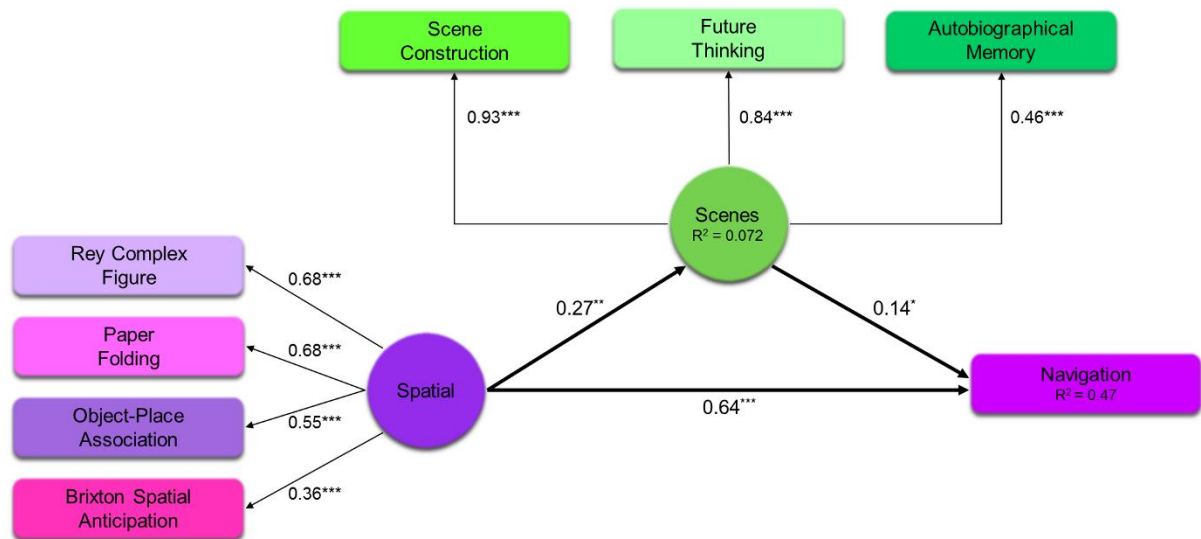 Scene
Construction
Future
Thinking
Autobiographical
Memory
0.93***
0.84***
0.46***
Scenes
R² = 0.072
Rey Complex
Figure
0.68***
Paper
Folding
0.68***
Object-Place
Association
0.55***
Brixton Spatial
Anticipation
0.36***
Spatial
0.27**
0.14*
0.64***
Navigation
R² = 0.47